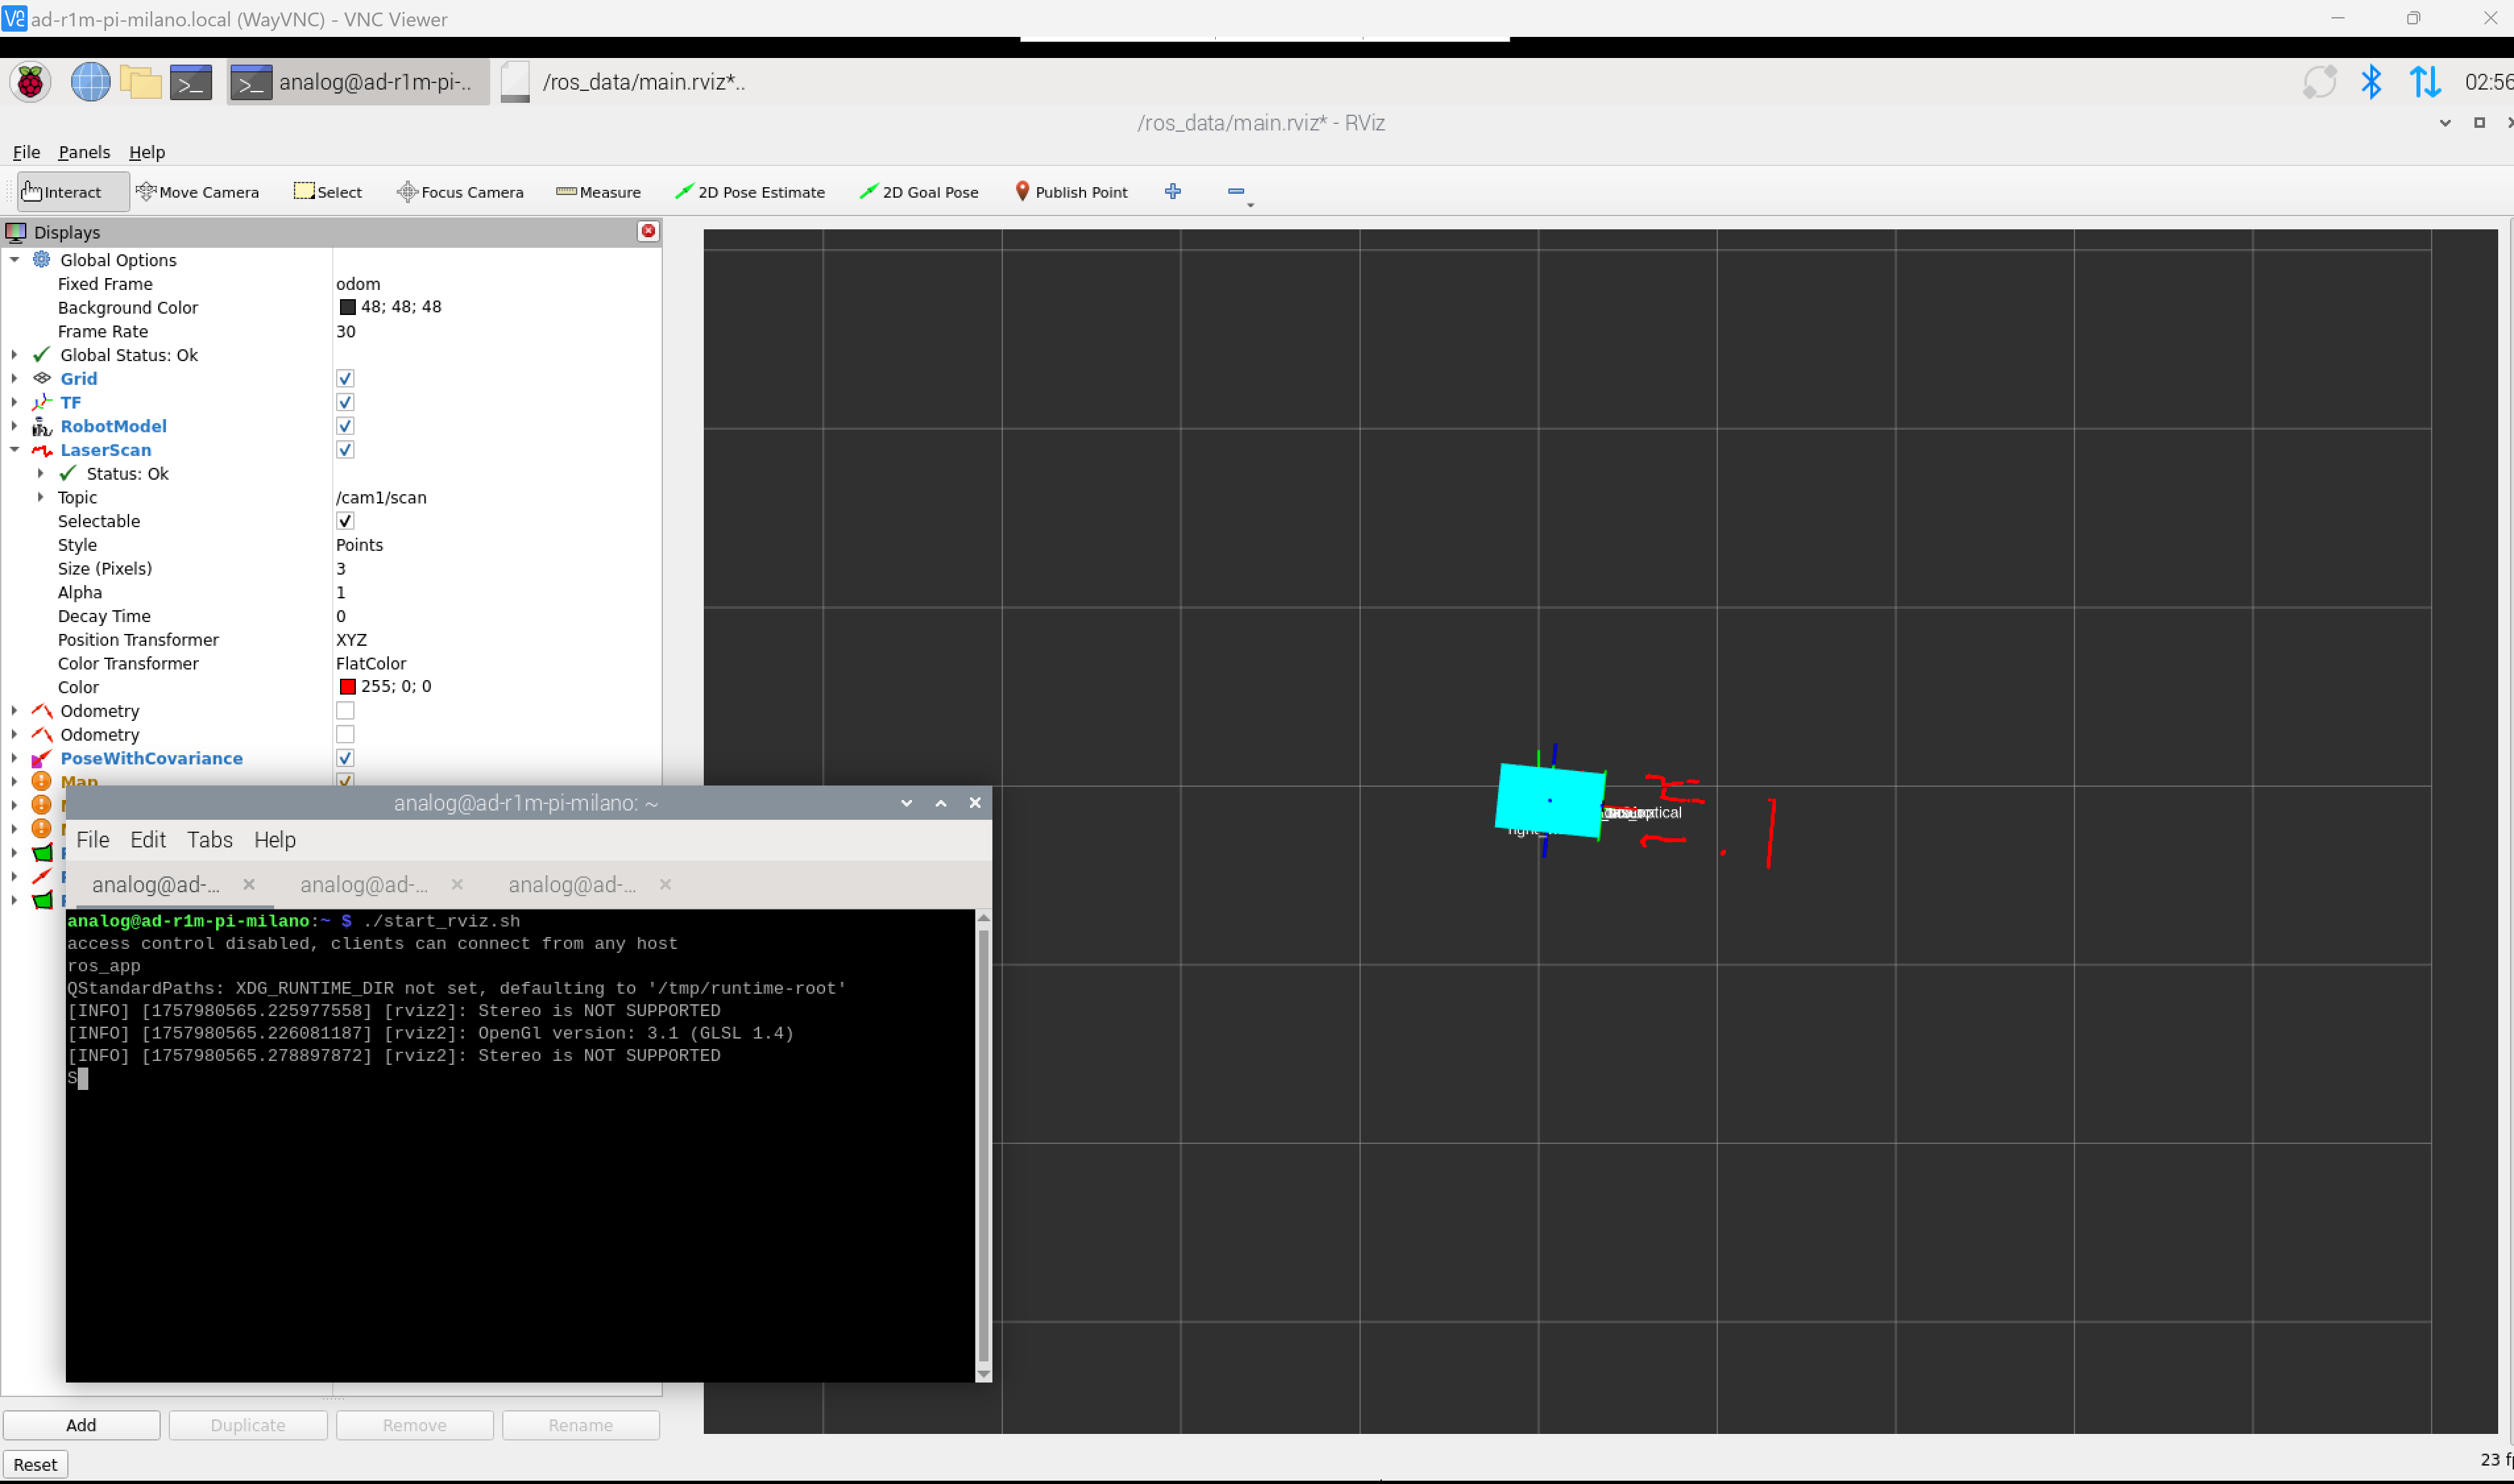 ad-r1m-pi-milano.local (WayVNC) - VNC Viewer
analog@ad-r1m-pi-..
/ros_data/main.rviz*..
02:56
/ros_data/main.rviz* - RViz
File Panels Help
Interact Move Camera Select Focus Camera Measure 2D Pose Estimate 2D Goal Pose Publish Point
Displays
Global Options
Fixed Frame odom
Background Color 48; 48; 48
Frame Rate 30
Global Status: Ok
Grid
TF
RobotModel
LaserScan
Status: Ok
Topic /cam1/scan
Selectable
Style Points
Size (Pixels) 3
Alpha 1
Decay Time 0
Position Transformer XYZ
Color Transformer FlatColor
Color 255; 0; 0
Odometry
Odometry
PoseWithCovariance
Map
analog@ad-r1m-pi-milano: ~
File Edit Tabs Help
analog@ad-... analog@ad-... analog@ad-...
analog@ad-r1m-pi-milano:~ $ ./start_rviz.sh
access control disabled, clients can connect from any host
ros_app
QStandardPaths: XDG_RUNTIME_DIR not set, defaulting to '/tmp/runtime-root'
[INFO] [1757980565.225977558] [rviz2]: Stereo is NOT SUPPORTED
[INFO] [1757980565.226081187] [rviz2]: OpenGl version: 3.1 (GLSL 1.4)
[INFO] [1757980565.278897872] [rviz2]: Stereo is NOT SUPPORTED
S
Add Duplicate Remove Rename
Reset
23 f